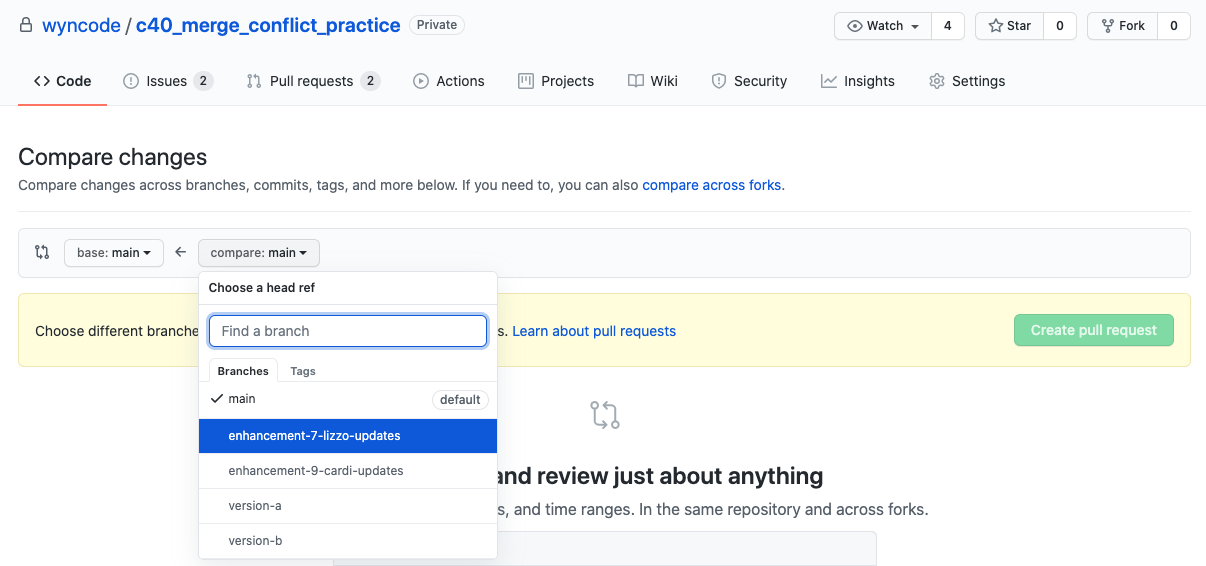 wyncode / c40_merge_conflict_practice Private Watch 4 Star 0 Fork 0
Code Issues 2 Pull requests 2 Actions Projects Wiki Security Insights Settings
Compare changes
Compare changes across branches, commits, tags, and more below. If you need to, you can also compare across forks.
base: main compare: main
Choose a head ref
Choose different branche
Find a branch
s. Learn about pull requests
Create pull request
Branches Tags
main default
enhancement-7-lizzo-updates
enhancement-9-cardi-updates
and review just about anything
version-a
s, and time ranges. In the same repository and across forks.
version-b